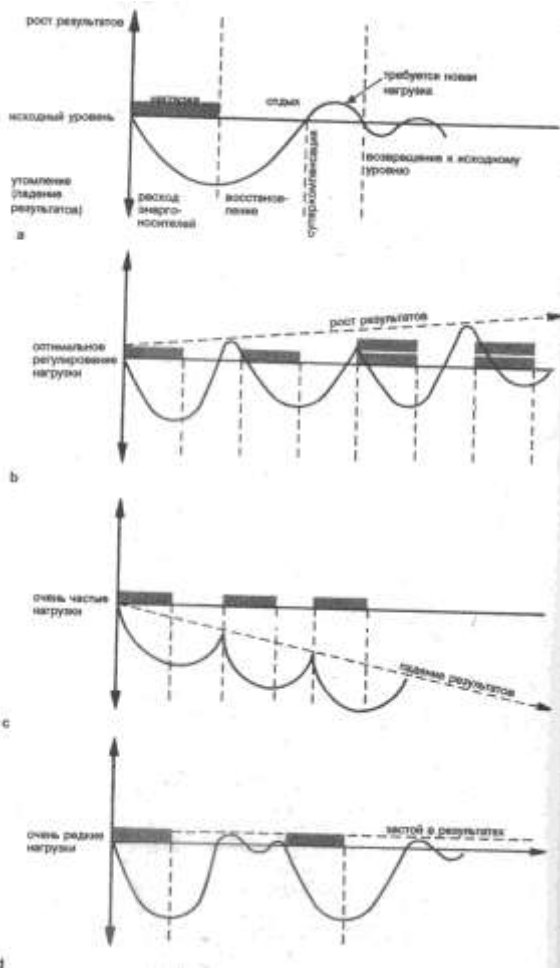 рост результатов
нагрузка
отдых
требуется новая
нагрузка
исходный уровень
суперкомпенсация
возвращение к исходному
уровню
утомление
(падение
результатов)
расход
энерго-
носителей
восстанов-
ление
a
рост результатов
оптимальное
регулирование
нагрузки
b
очень частые
нагрузки
падение результатов
c
очень редкие
нагрузки
застой в результатах
d